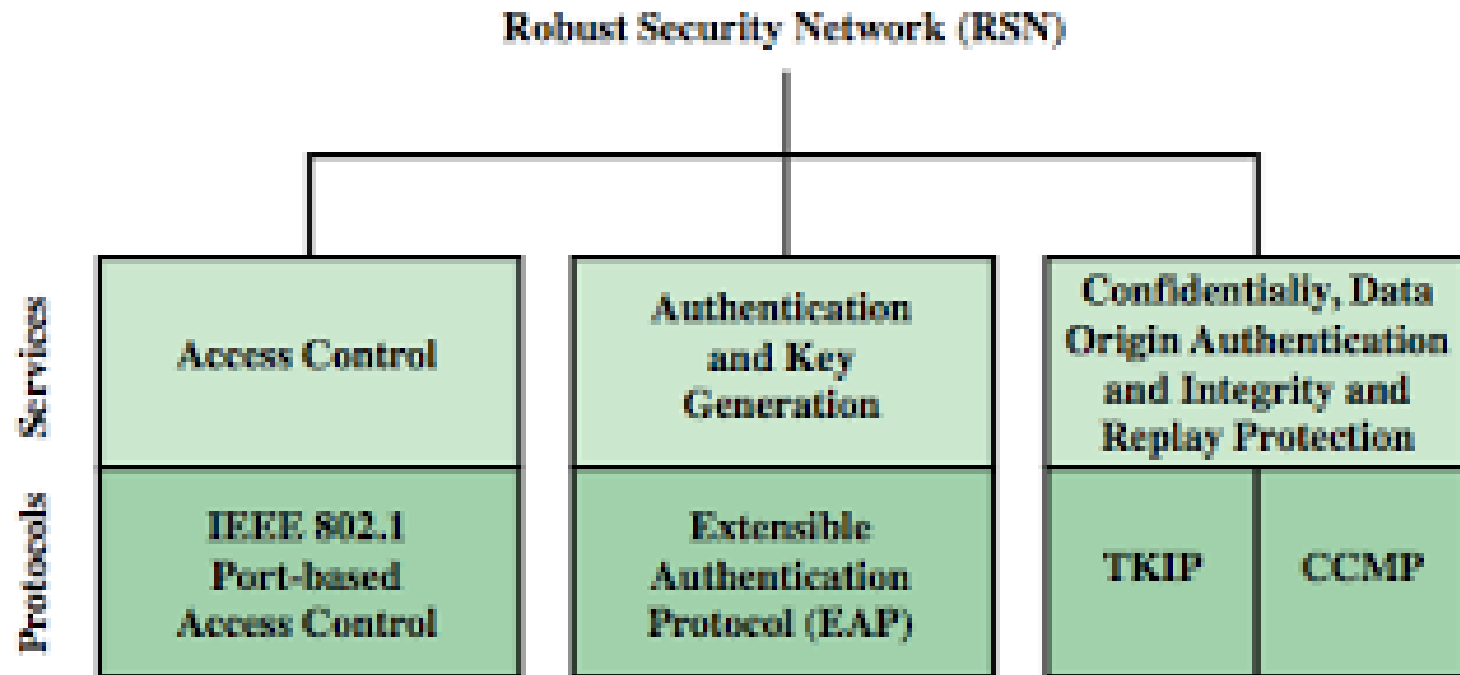 Robust Security Network (RSN)
Services
Access Control
Authentication
and Key
Generation
Confidentially, Data
Origin Authentication
and Integrity and
Replay Protection
Protocols
IEEE 802.1
Port-based
Access Control
Extensible
Authentication
Protocol (EAP)
TKIP
CCMP